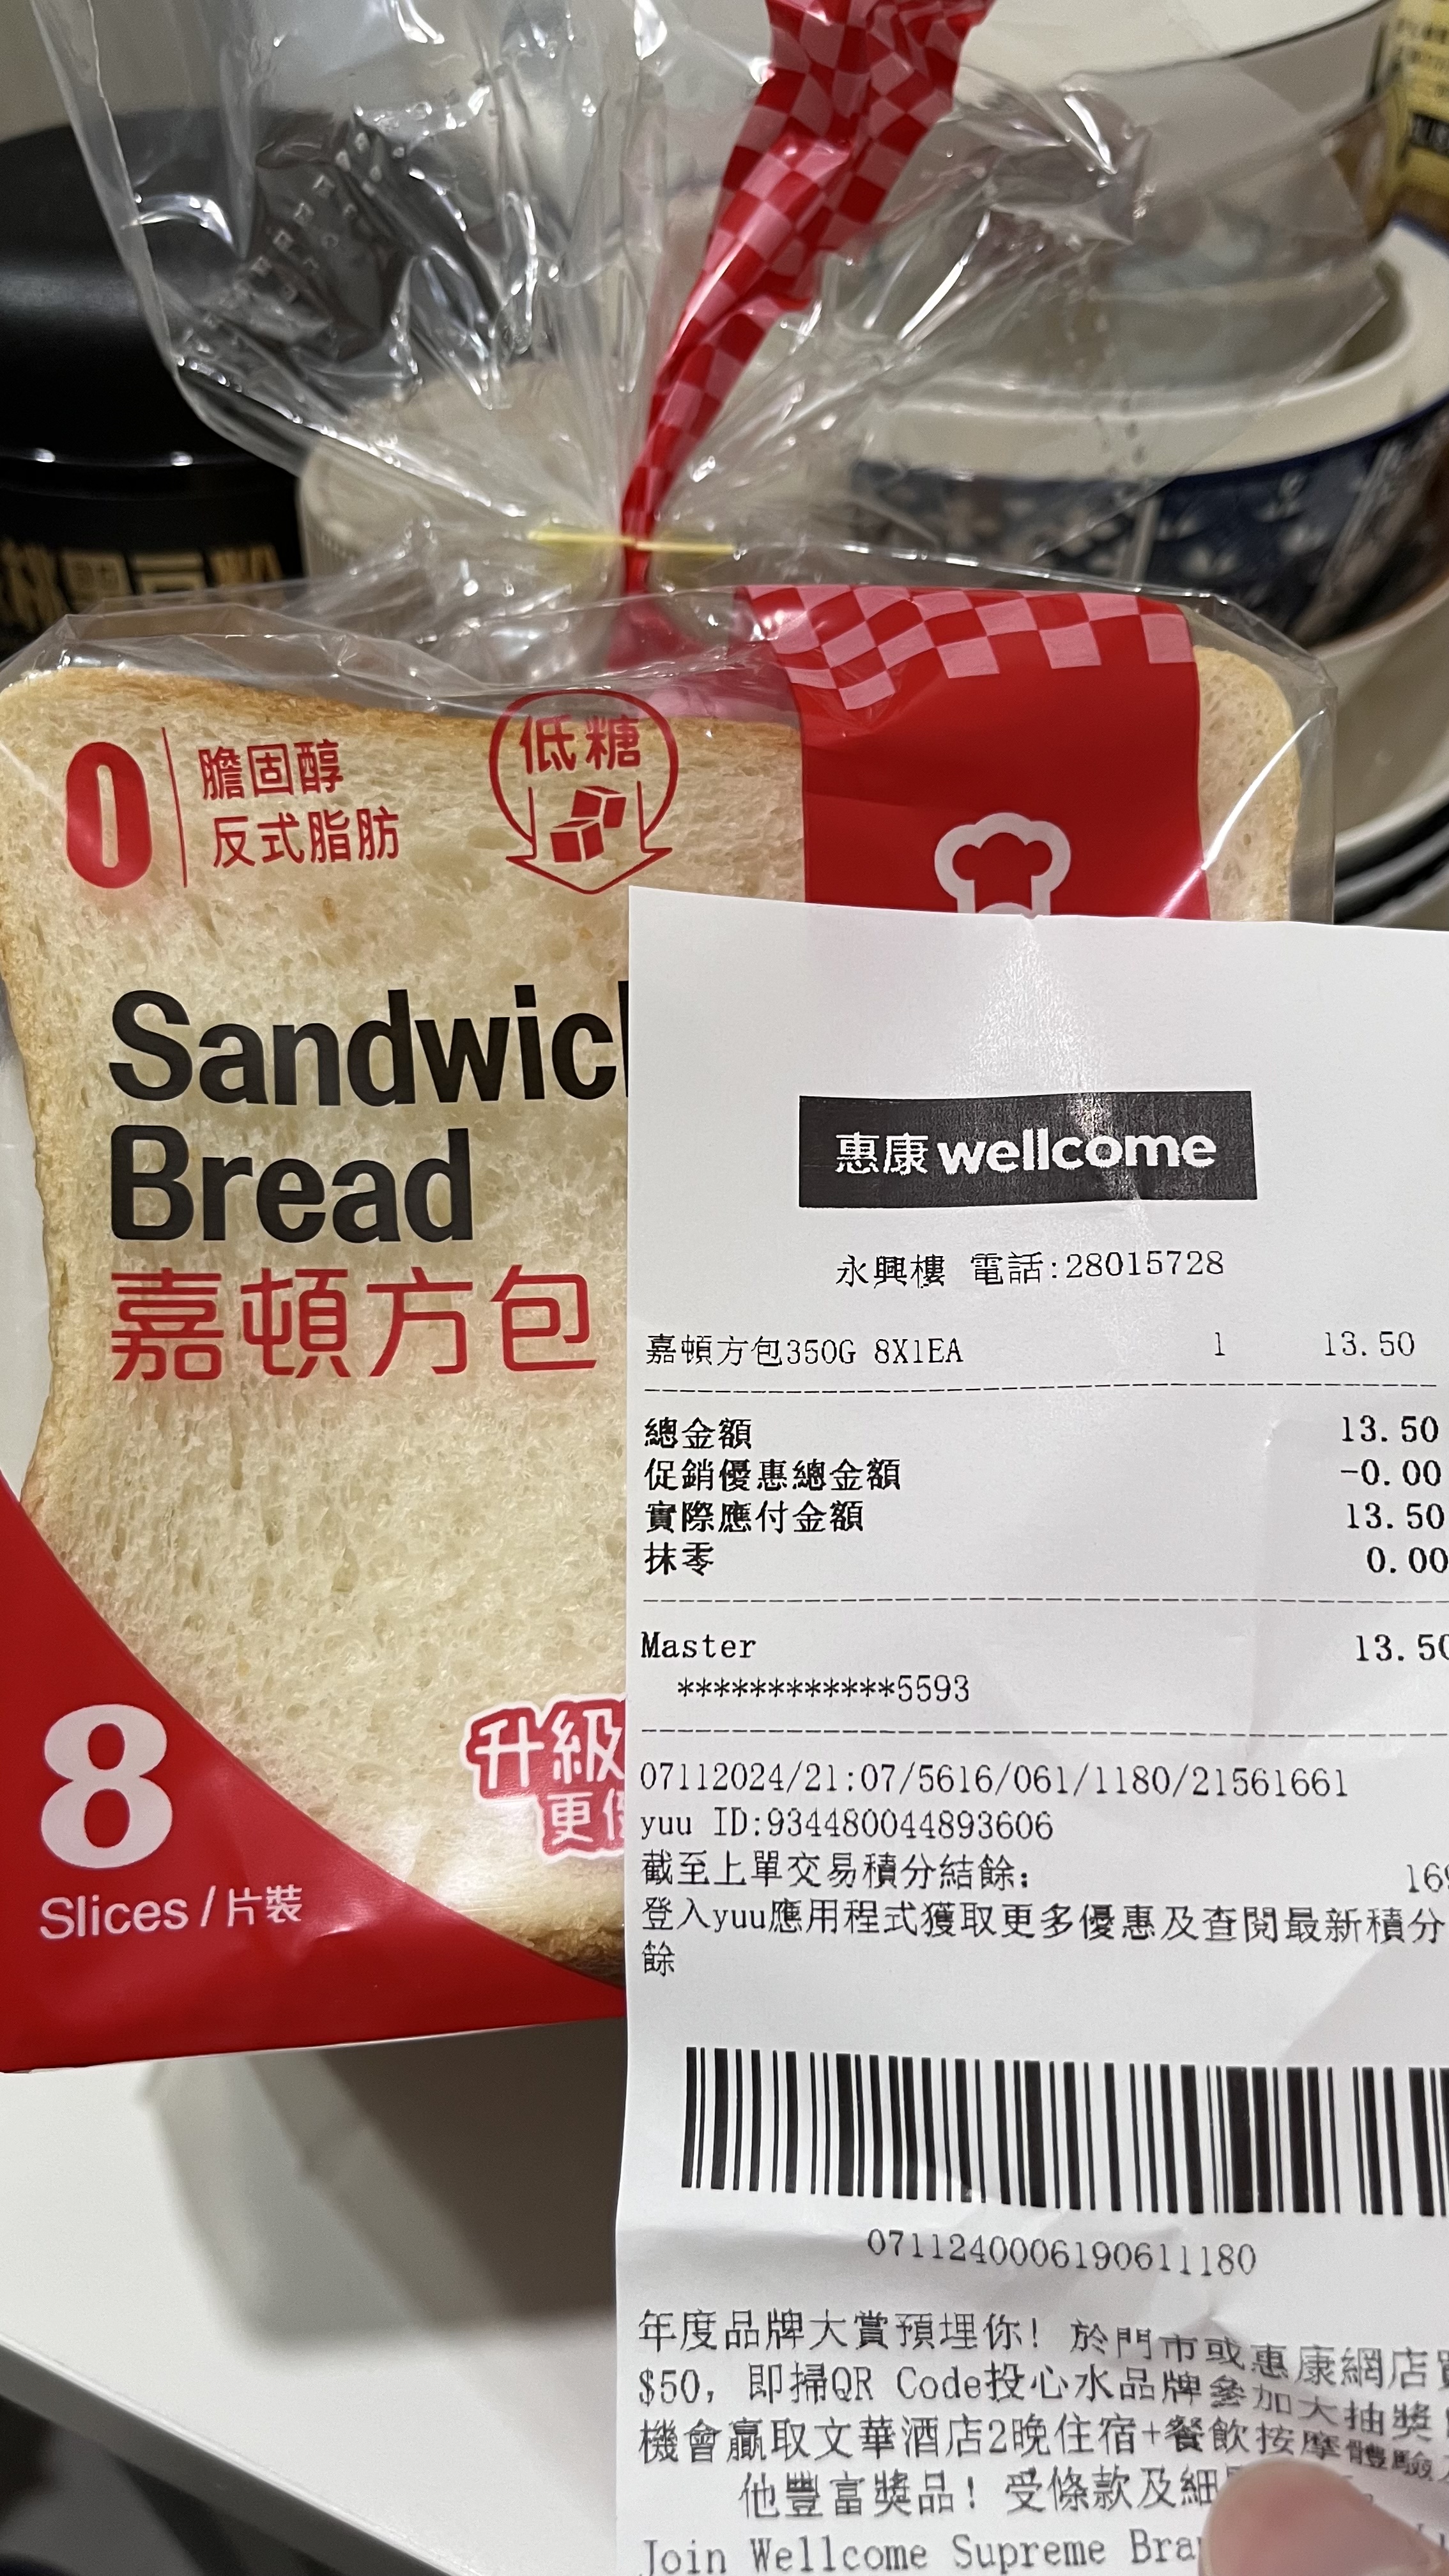 0
膽固醇
反式脂肪
低糖
Sandwich
Bread
嘉頓方包
升級
更
8
Slices / 片裝
惠康 wellcome
永興樓 電話:28015728
嘉頓方包350G 8X1EA 1 13.50
總金額 13.50
促銷優惠總金額 -0.00
實際應付金額 13.50
抹零 0.00
Master 13.50
************5593
07112024/21:07/5616/061/1180/21561661
yuu ID:934480044893606
截至上單交易積分結餘: 169
登入yuu應用程式獲取更多優惠及查閱最新積分
餘
0711240006190611180
年度品牌大賞預埋你! 於門市或惠康網店買
$50, 即掃QR Code投心水品牌參加大抽獎
機會贏取文華酒店2晚住宿+餐飲按摩體驗
他豐富獎品! 受條款及細
Join Wellcome Supreme Bra